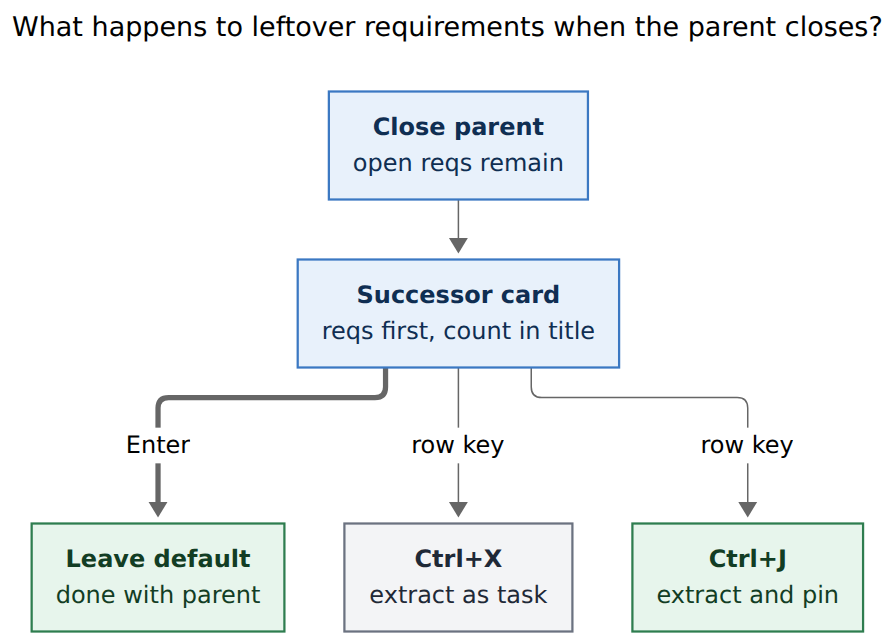 What happens to leftover requirements when the parent closes?
Close parent
open reqs remain
Successor card
reqs first, count in title
Enter
row key
row key
Leave default
done with parent
Ctrl+X
extract as task
Ctrl+J
extract and pin